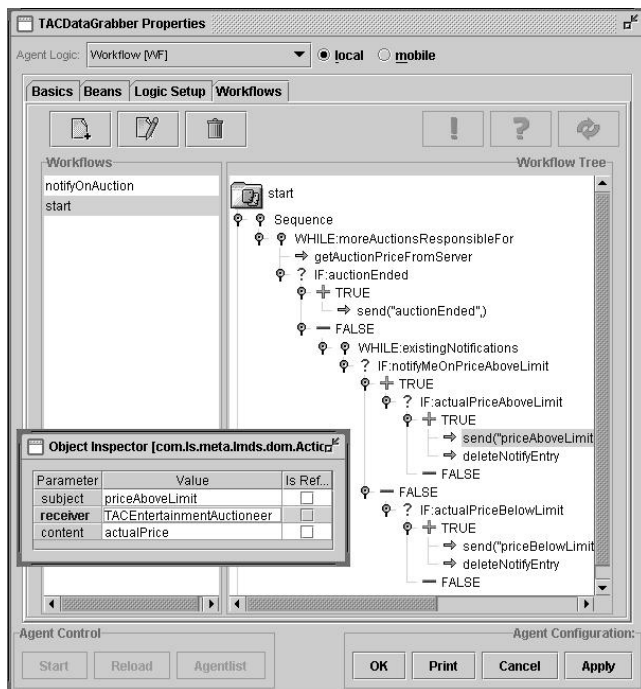 TACDataGrabber Properties
Agent Logic: Workflow [WF] local mobile
Basics Beans Logic Setup Workflows
! ?
Workflows
notifyOnAuction
start
Workflow Tree
start
Sequence
WHILE:moreAuctionsResponsibleFor
getAuctionPriceFromServer
? IF:auctionEnded
TRUE
send("auctionEnded",)
FALSE
WHILE:existingNotifications
? IF:notifyMeOnPriceAboveLimit
TRUE
? IF:actualPriceAboveLimit
TRUE
send("priceAboveLimit
deleteNotifyEntry
FALSE
FALSE
? IF:actualPriceBelowLimit
TRUE
send("priceBelowLimit
deleteNotifyEntry
FALSE
Object Inspector [com.ls.meta.lmds.dom.Actio
Parameter Value Is Ref...
subject priceAboveLimit
receiver TACEntertainmentAuctioneer
content actualPrice
Agent Control
Start Reload Agentlist
Agent Configuration:
OK Print Cancel Apply